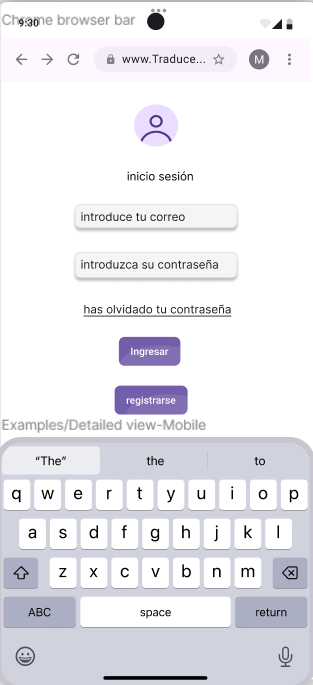 Chrome browser bar
9:30
www.Traduce...
M
inicio sesión
introduce tu correo
introduzca su contraseña
has olvidado tu contraseña
Ingresar
registrarse
Examples/Detailed view-Mobile
“The” the to
q w e r t y u i o p
a s d f g h j k l
z x c v b n m
ABC space return